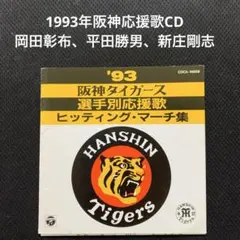 1993年阪神応援歌CD
岡田彰布、平田勝男、新庄剛志
'93
阪神タイガース
選手別応援歌
ヒッティング・マーチ集
HANSHIN
Tigers
HANSHIN